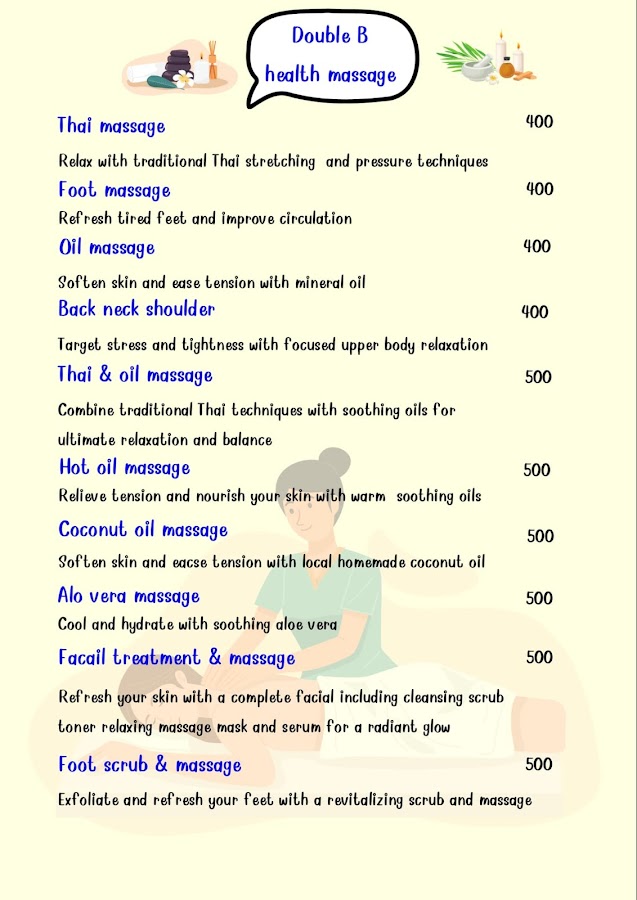 Double B
health massage
Thai massage 400
Relax with traditional Thai stretching and pressure techniques
Foot massage 400
Refresh tired feet and improve circulation
Oil massage 400
Soften skin and ease tension with mineral oil
Back neck shoulder 400
Target stress and tightness with focused upper body relaxation
Thai & oil massage 500
Combine traditional Thai techniques with soothing oils for
ultimate relaxation and balance
Hot oil massage 500
Relieve tension and nourish your skin with warm soothing oils
Coconut oil massage 500
Soften skin and eacse tension with local homemade coconut oil
Alo vera massage 500
Cool and hydrate with soothing aloe vera
Facail treatment & massage 500
Refresh your skin with a complete facial including cleansing scrub
toner relaxing massage mask and serum for a radiant glow
Foot scrub & massage 500
Exfoliate and refresh your feet with a revitalizing scrub and massage